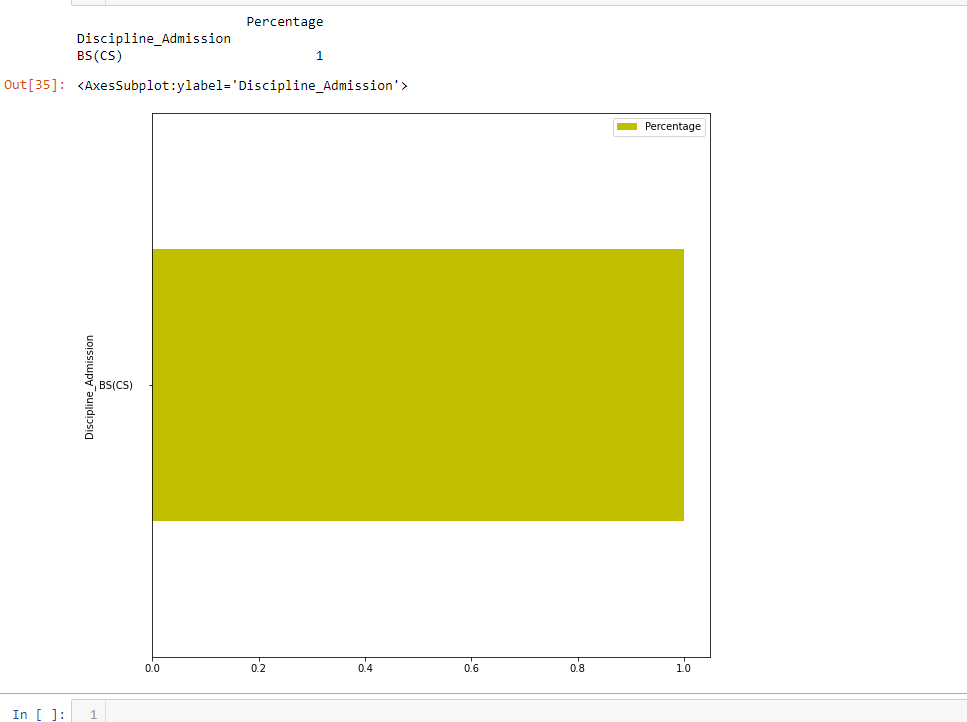 Percentage
Discipline_Admission
BS(CS) 1
Out[35]: <AxesSubplot:ylabel='Discipline_Admission'>
Percentage
Discipline_Admission
BS(CS)
0.0 0.2 0.4 0.6 0.8 1.0
In [ ]: 1